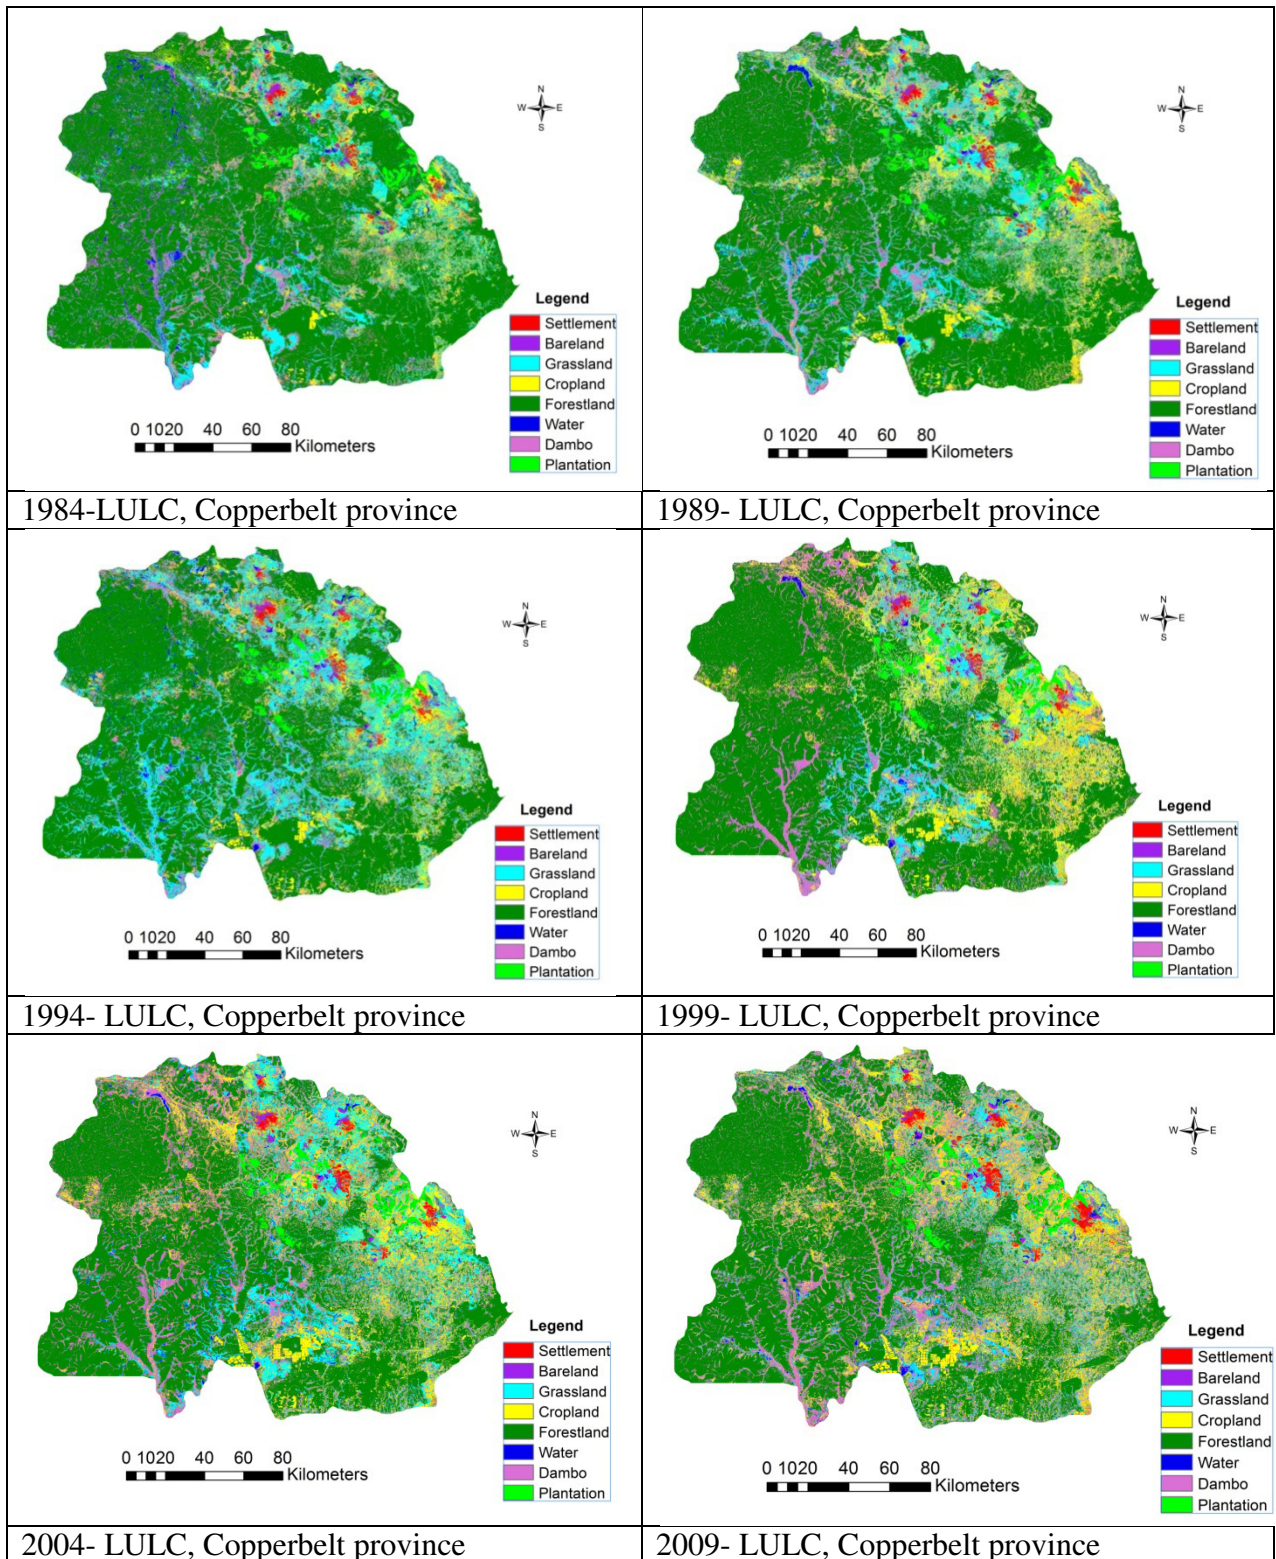 N
W E
S
Legend
Settlement
Bareland
Grassland
Cropland
Forestland
Water
Dambo
Plantation
0 1020 40 60 80
Kilometers
1984-LULC, Copperbelt province
N
W E
S
Legend
Settlement
Bareland
Grassland
Cropland
Forestland
Water
Dambo
Plantation
0 1020 40 60 80
Kilometers
1989- LULC, Copperbelt province
N
W E
S
Legend
Settlement
Bareland
Grassland
Cropland
Forestland
Water
Dambo
Plantation
0 1020 40 60 80
Kilometers
1994- LULC, Copperbelt province
N
W E
S
Legend
Settlement
Bareland
Grassland
Cropland
Forestland
Water
Dambo
Plantation
0 1020 40 60 80
Kilometers
1999- LULC, Copperbelt province
N
W E
S
Legend
Settlement
Bareland
Grassland
Cropland
Forestland
Water
Dambo
Plantation
0 1020 40 60 80
Kilometers
2004- LULC, Copperbelt province
N
W E
S
Legend
Settlement
Bareland
Grassland
Cropland
Forestland
Water
Dambo
Plantation
0 1020 40 60 80
Kilometers
2009- LULC, Copperbelt province